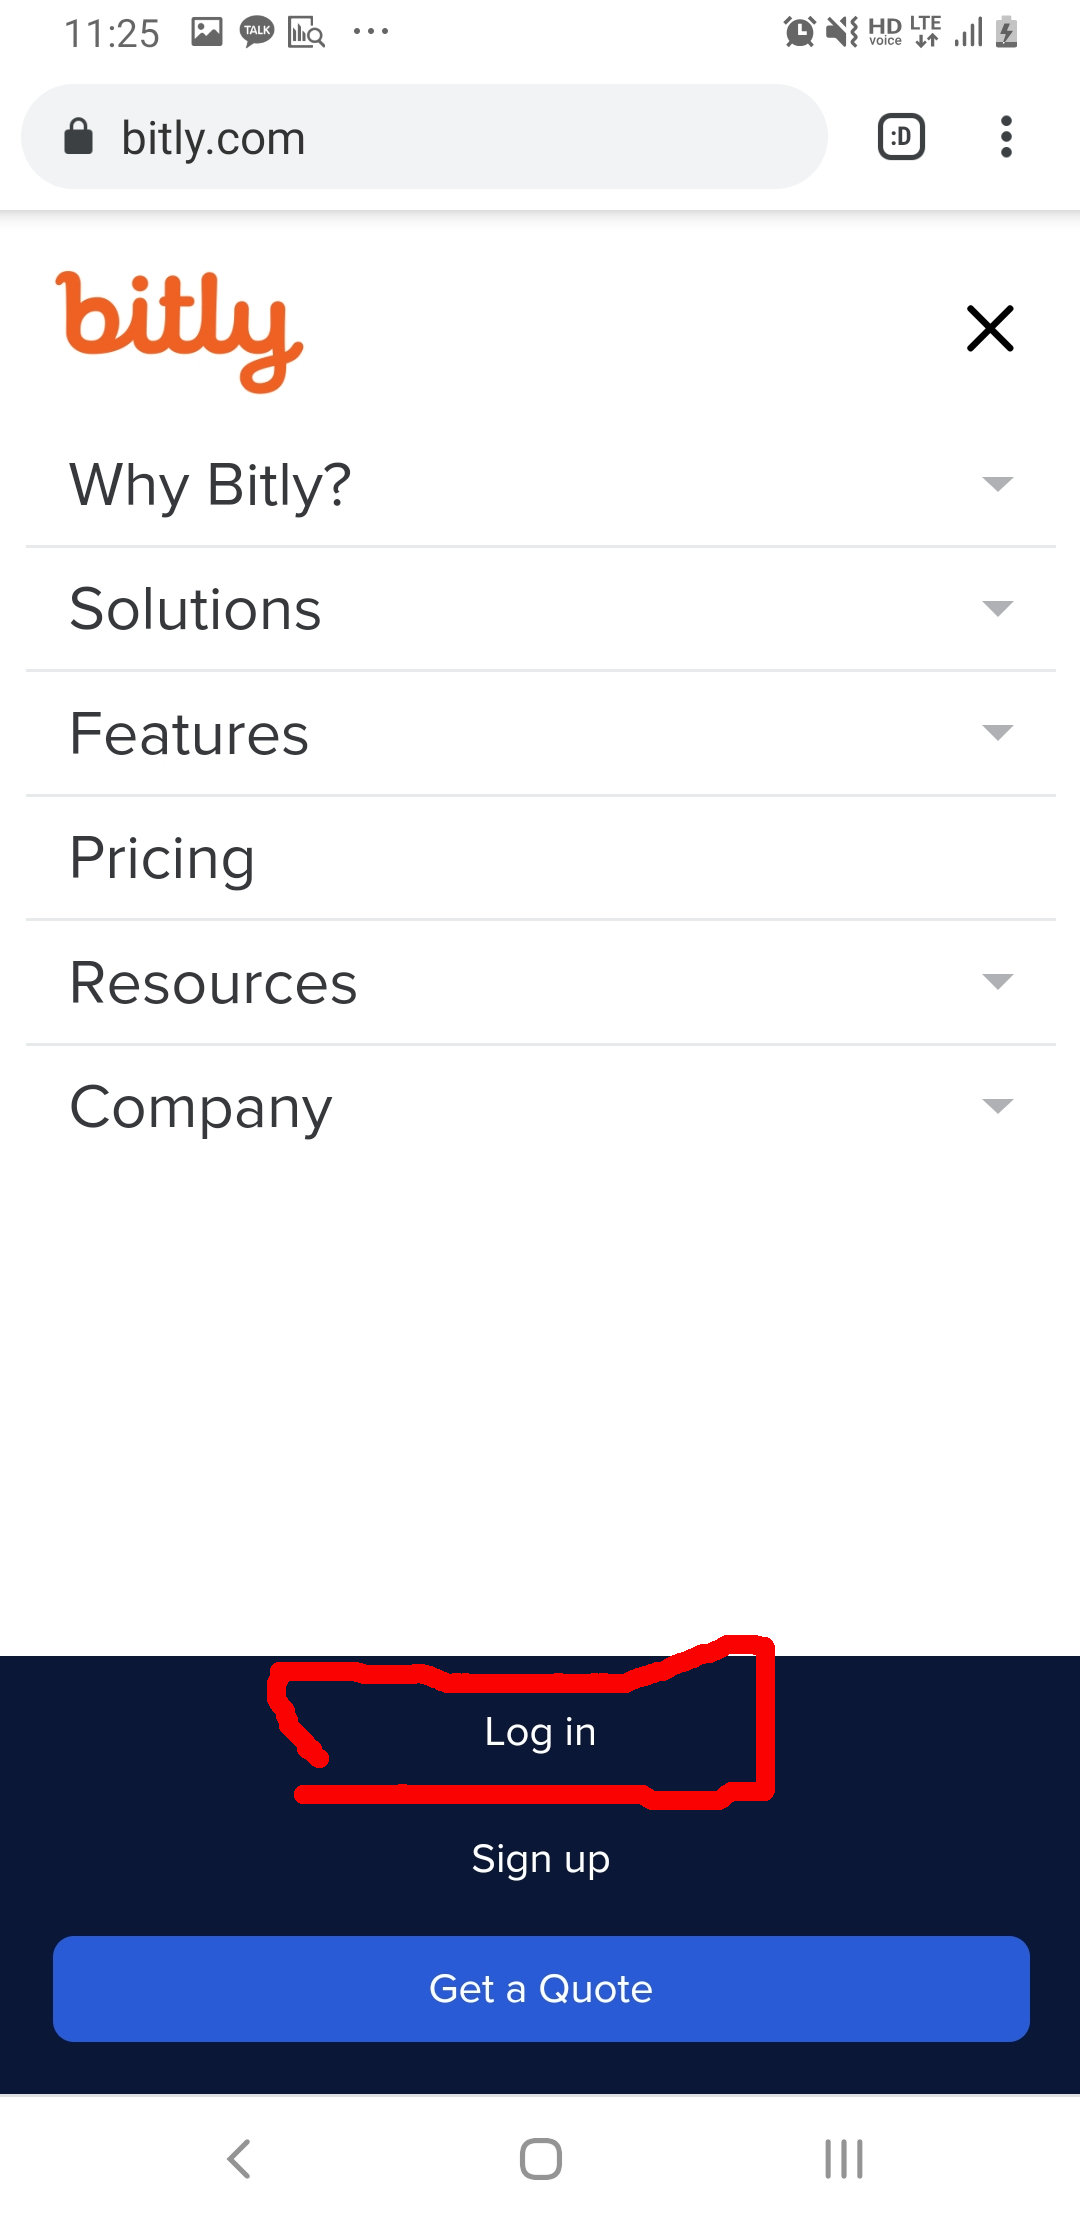 11:25 TALK HD voice LTE
bitly.com :D
bitly
Why Bitly?
Solutions
Features
Pricing
Resources
Company
Log in
Sign up
Get a Quote